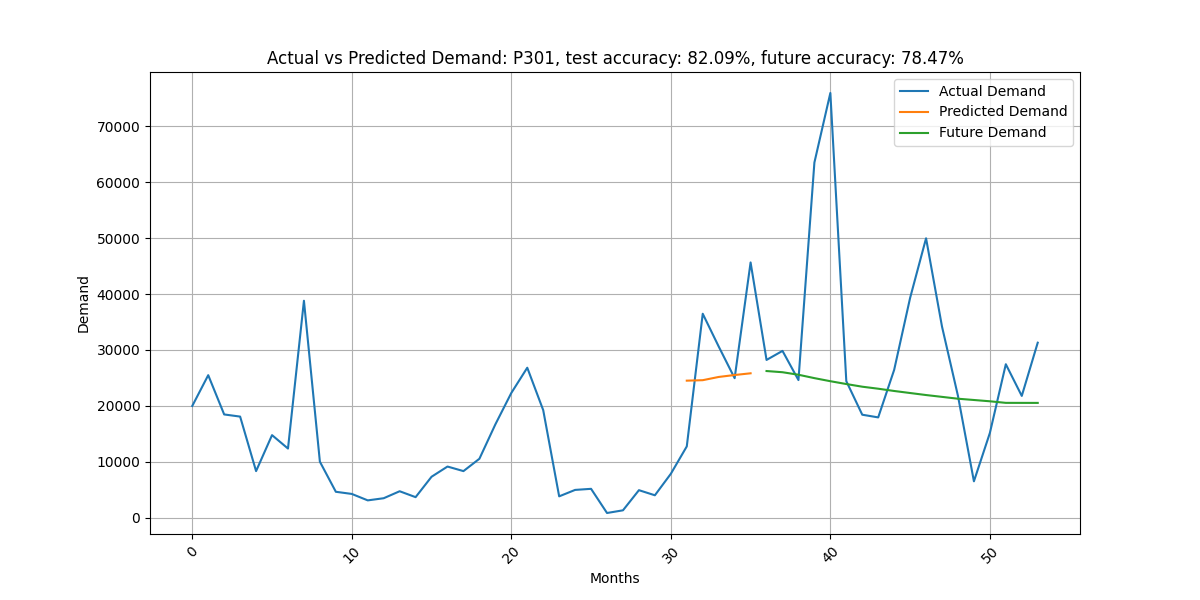 Actual vs Predicted Demand: P301, test accuracy: 82.09%, future accuracy: 78.47%
Actual Demand
Predicted Demand
Future Demand
70000
60000
50000
40000
30000
20000
10000
0
Demand
0
10
20
30
40
50
Months